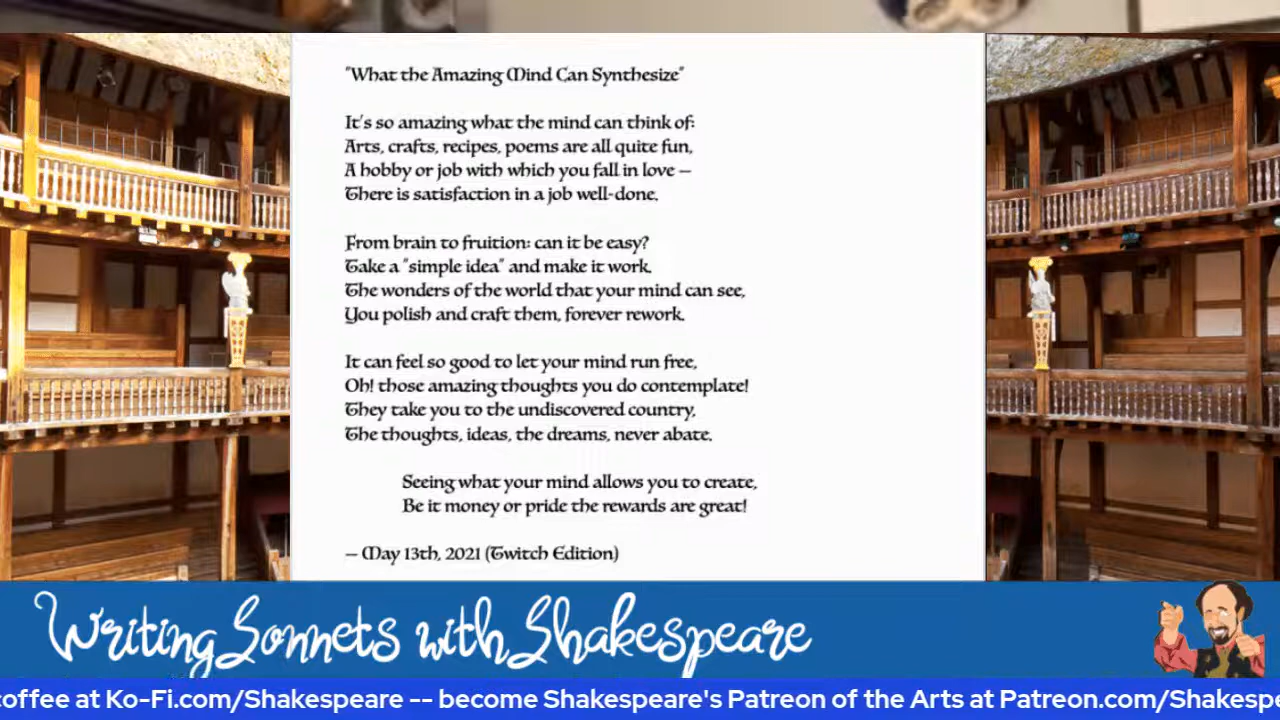 "What the Amazing Mind Can Synthesize"
It's so amazing what the mind can think of:
Arts, crafts, recipes, poems are all quite fun,
A hobby or job with which you fall in love –
There is satisfaction in a job well-done.
From brain to fruition: can it be easy?
Take a "simple idea" and make it work.
The wonders of the world that your mind can see,
You polish and craft them, forever rework.
It can feel so good to let your mind run free,
Oh! those amazing thoughts you do contemplate!
They take you to the undiscovered country,
The thoughts, ideas, the dreams, never abate.
Seeing what your mind allows you to create,
Be it money or pride the rewards are great!
– May 13th, 2021 (Twitch Edition)
Writing Sonnets with Shakespeare
coffee at Ko-Fi.com/Shakespeare -- become Shakespeare's Patreon of the Arts at Patreon.com/Shakespe